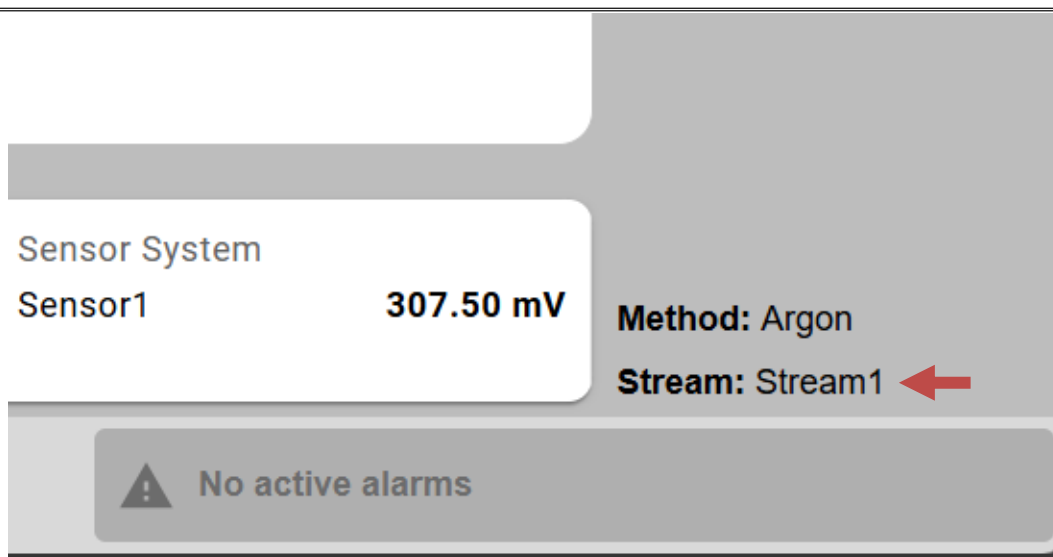 Sensor System
Sensor1 307.50 mV
Method: Argon
Stream: Stream1
No active alarms